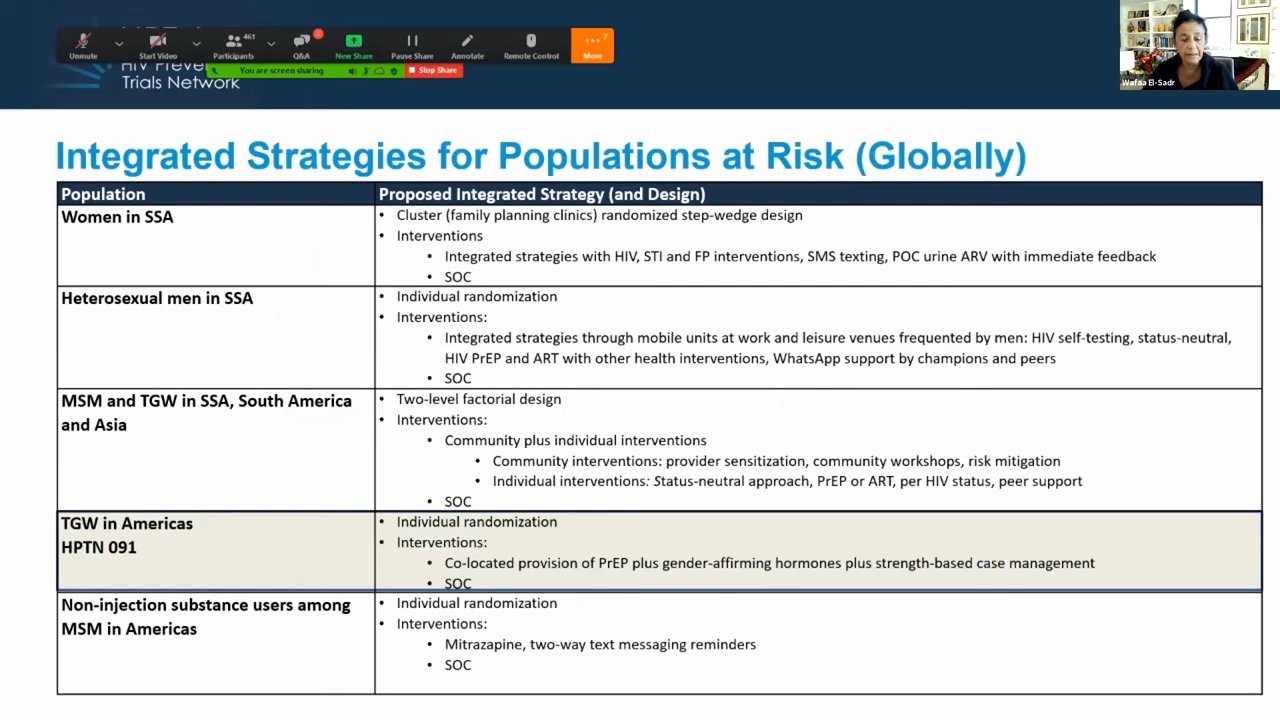 461
7
Unmute
Start Video
Participants
Q&A
New Share
Pause Share
Annotate
Remote Control
More
You are screen sharing
Stop Share
HIV Preve
Trials Network
Wafaa El-Sadr
Integrated Strategies for Populations at Risk (Globally)
Population
Proposed Integrated Strategy (and Design)
Women in SSA
• Cluster (family planning clinics) randomized step-wedge design
• Interventions
• Integrated strategies with HIV, STI and FP interventions, SMS texting, POC urine ARV with immediate feedback
• SOC
Heterosexual men in SSA
• Individual randomization
• Interventions:
• Integrated strategies through mobile units at work and leisure venues frequented by men: HIV self-testing, status-neutral,
HIV PrEP and ART with other health interventions, WhatsApp support by champions and peers
• SOC
MSM and TGW in SSA, South America
and Asia
• Two-level factorial design
• Interventions:
• Community plus individual interventions
• Community interventions: provider sensitization, community workshops, risk mitigation
• Individual interventions: Status-neutral approach, PrEP or ART, per HIV status, peer support
• SOC
TGW in Americas
HPTN 091
• Individual randomization
• Interventions:
• Co-located provision of PrEP plus gender-affirming hormones plus strength-based case management
• SOC
Non-injection substance users among
MSM in Americas
• Individual randomization
• Interventions:
• Mitrazapine, two-way text messaging reminders
• SOC